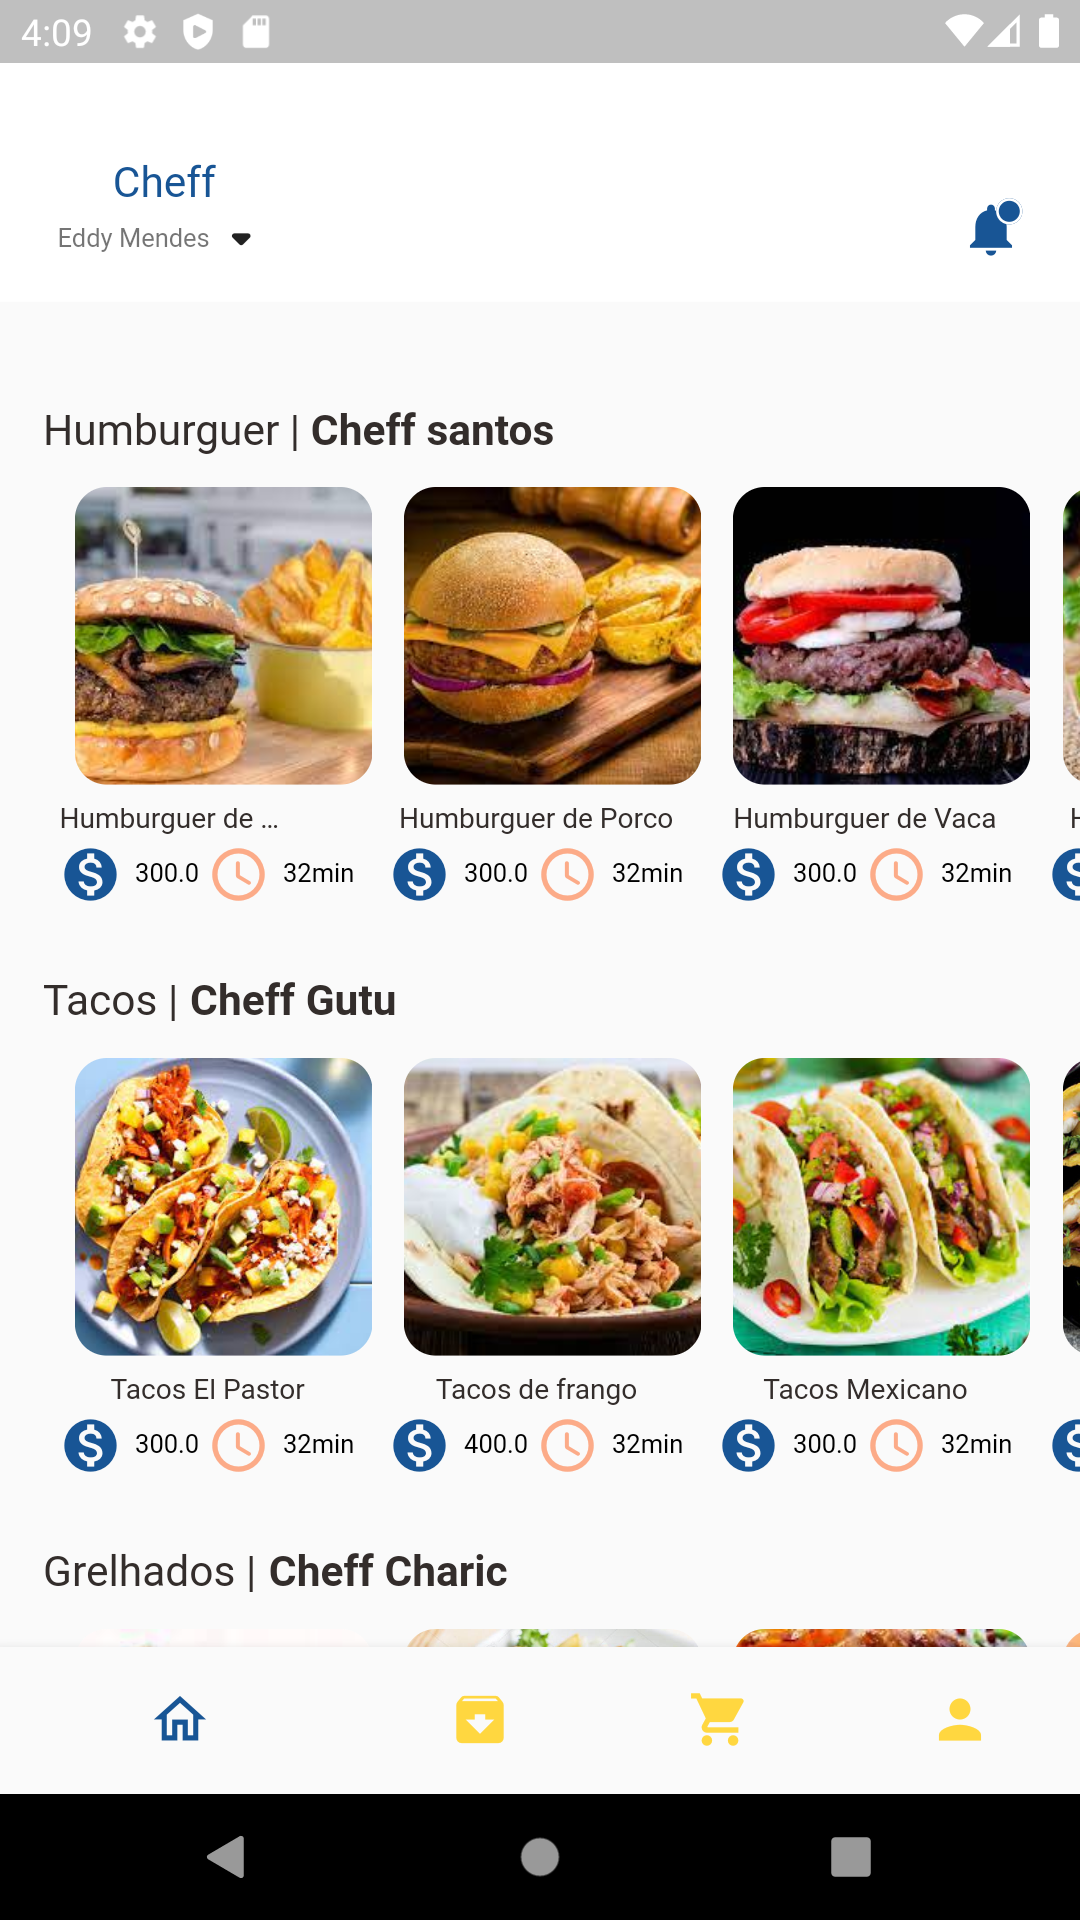 4:09
Cheff
Eddy Mendes
Humburguer | Cheff santos
Humburguer de ...
Humburguer de Porco
Humburguer de Vaca
H
300.0 32min
300.0 32min
300.0 32min
Tacos | Cheff Gutu
Tacos El Pastor
Tacos de frango
Tacos Mexicano
300.0 32min
400.0 32min
300.0 32min
Grelhados | Cheff Charic